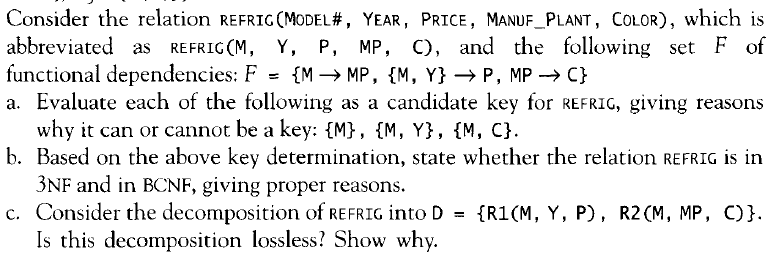 Consider the relation REFRIG(MODEL#, YEAR, PRICE, MANUF_PLANT, COLOR), which is
abbreviated as REFRIG(M, Y, P, MP, C), and the following set F of
functional dependencies: F = {M → MP, {M, Y} → P, MP → C}
a. Evaluate each of the following as a candidate key for REFRIG, giving reasons
why it can or cannot be a key: {M}, {M, Y}, {M, C}.
b. Based on the above key determination, state whether the relation REFRIG is in
3NF and in BCNF, giving proper reasons.
c. Consider the decomposition of REFRIG into D = {R1(M, Y, P), R2(M, MP, C)}.
Is this decomposition lossless? Show why.